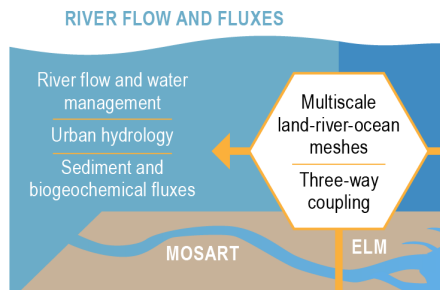 RIVER FLOW AND FLUXES
River flow and water
management
Urban hydrology
Sediment and
biogeochemical fluxes
Multiscale
land-river-ocean
meshes
Three-way
coupling
MOSART
ELM